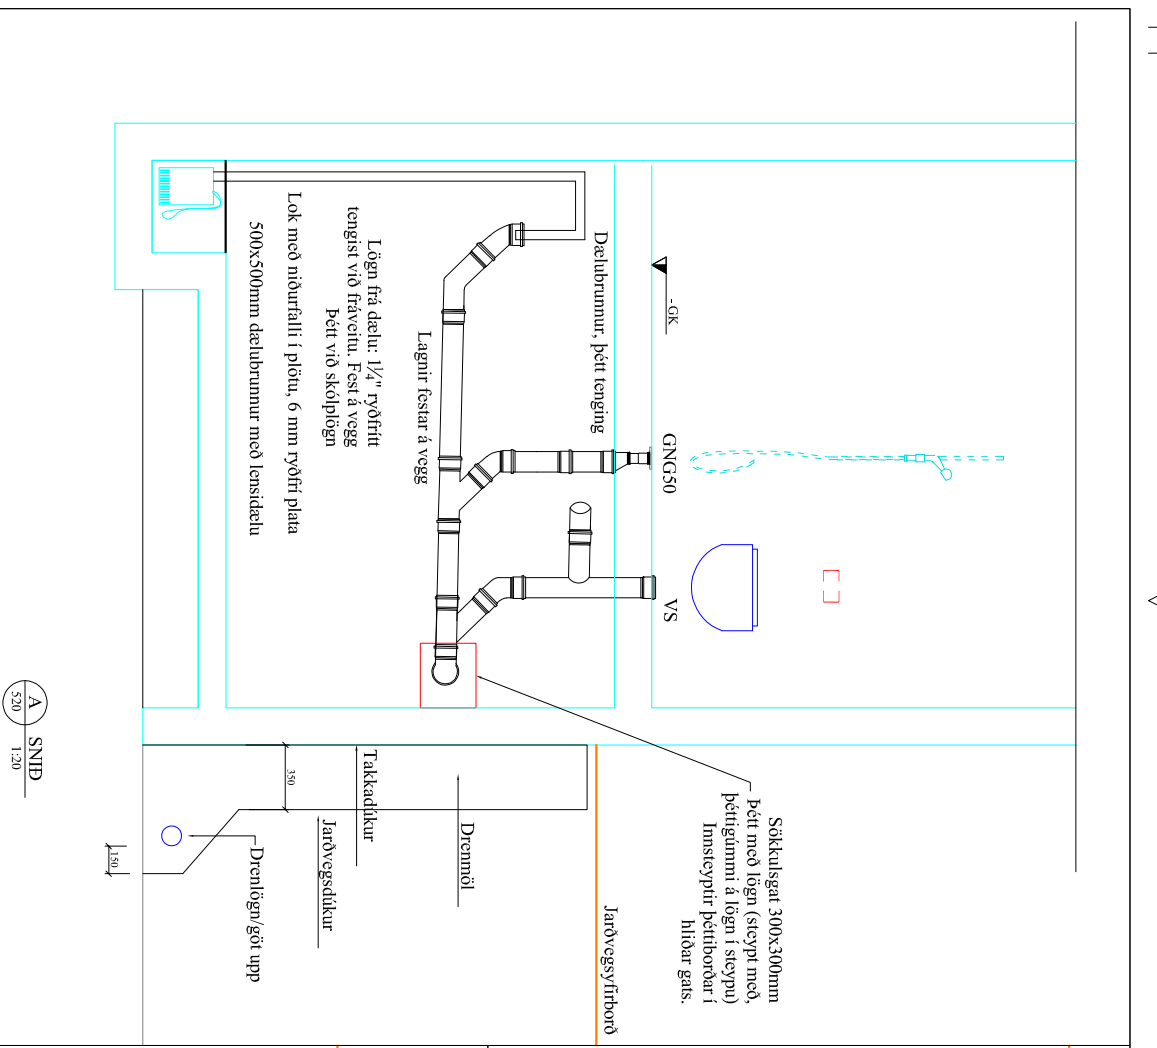 Sökkulsgat 300x300mm
Þétt með lögn (steypt með,
þéttigúmmi á lögn í steypu)
Innsteyptir þéttiborðar í
hliðar gats.
-GK
GNG50
VS
Dælubrunnur, þétt tenging
Jarðvegsyfirborð
Lagnir festar á vegg
Drenmöl
Lögn frá dælu: 1¼" ryðfrítt
tengist við fráveitu. Fest á vegg
Þétt við skólplögn
Takkadúkur
Jarðvegsdúkur
Lok með niðurfalli í plötu, 6 mm ryðfrí plata
500x500mm dælubrunnur með lensidælu
350
Drenlögn/göt upp
150
A
520
SNIÐ
1:20